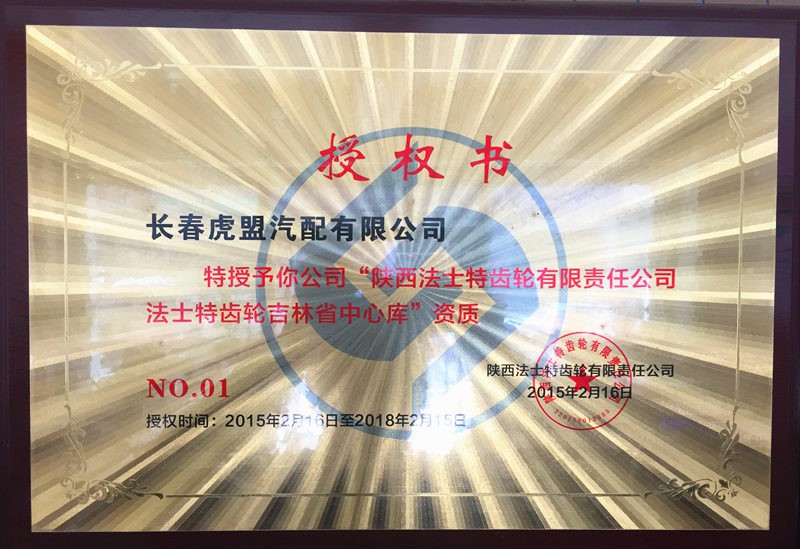 授权书
长春虎盟汽配有限公司
特授予你公司“陕西法士特齿轮有限责任公司
法士特齿轮吉林省中心库”资质
陕西法士特齿轮有限责任公司
2015年2月16日
NO.01
授权时间：2015年2月16日至2018年2月15日